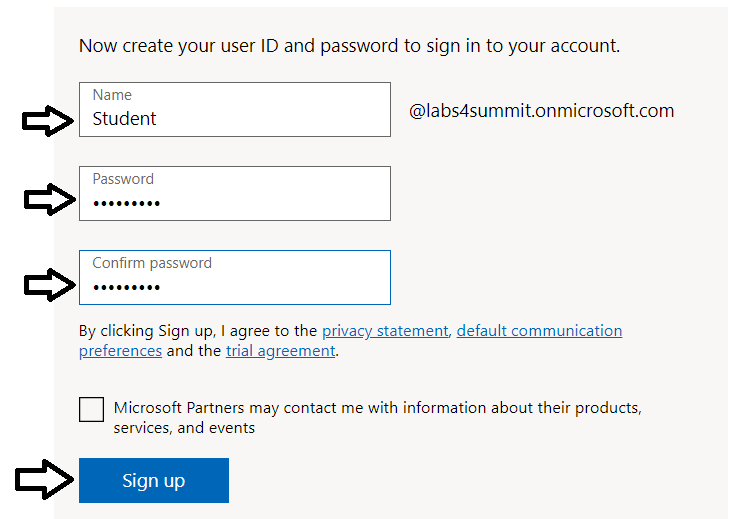 Now create your user ID and password to sign in to your account.
Name
Student
@labs4summit.onmicrosoft.com
Password
•••••••••
Confirm password
•••••••••
By clicking Sign up, I agree to the privacy statement, default communication
preferences and the trial agreement.
Microsoft Partners may contact me with information about their products,
services, and events
Sign up